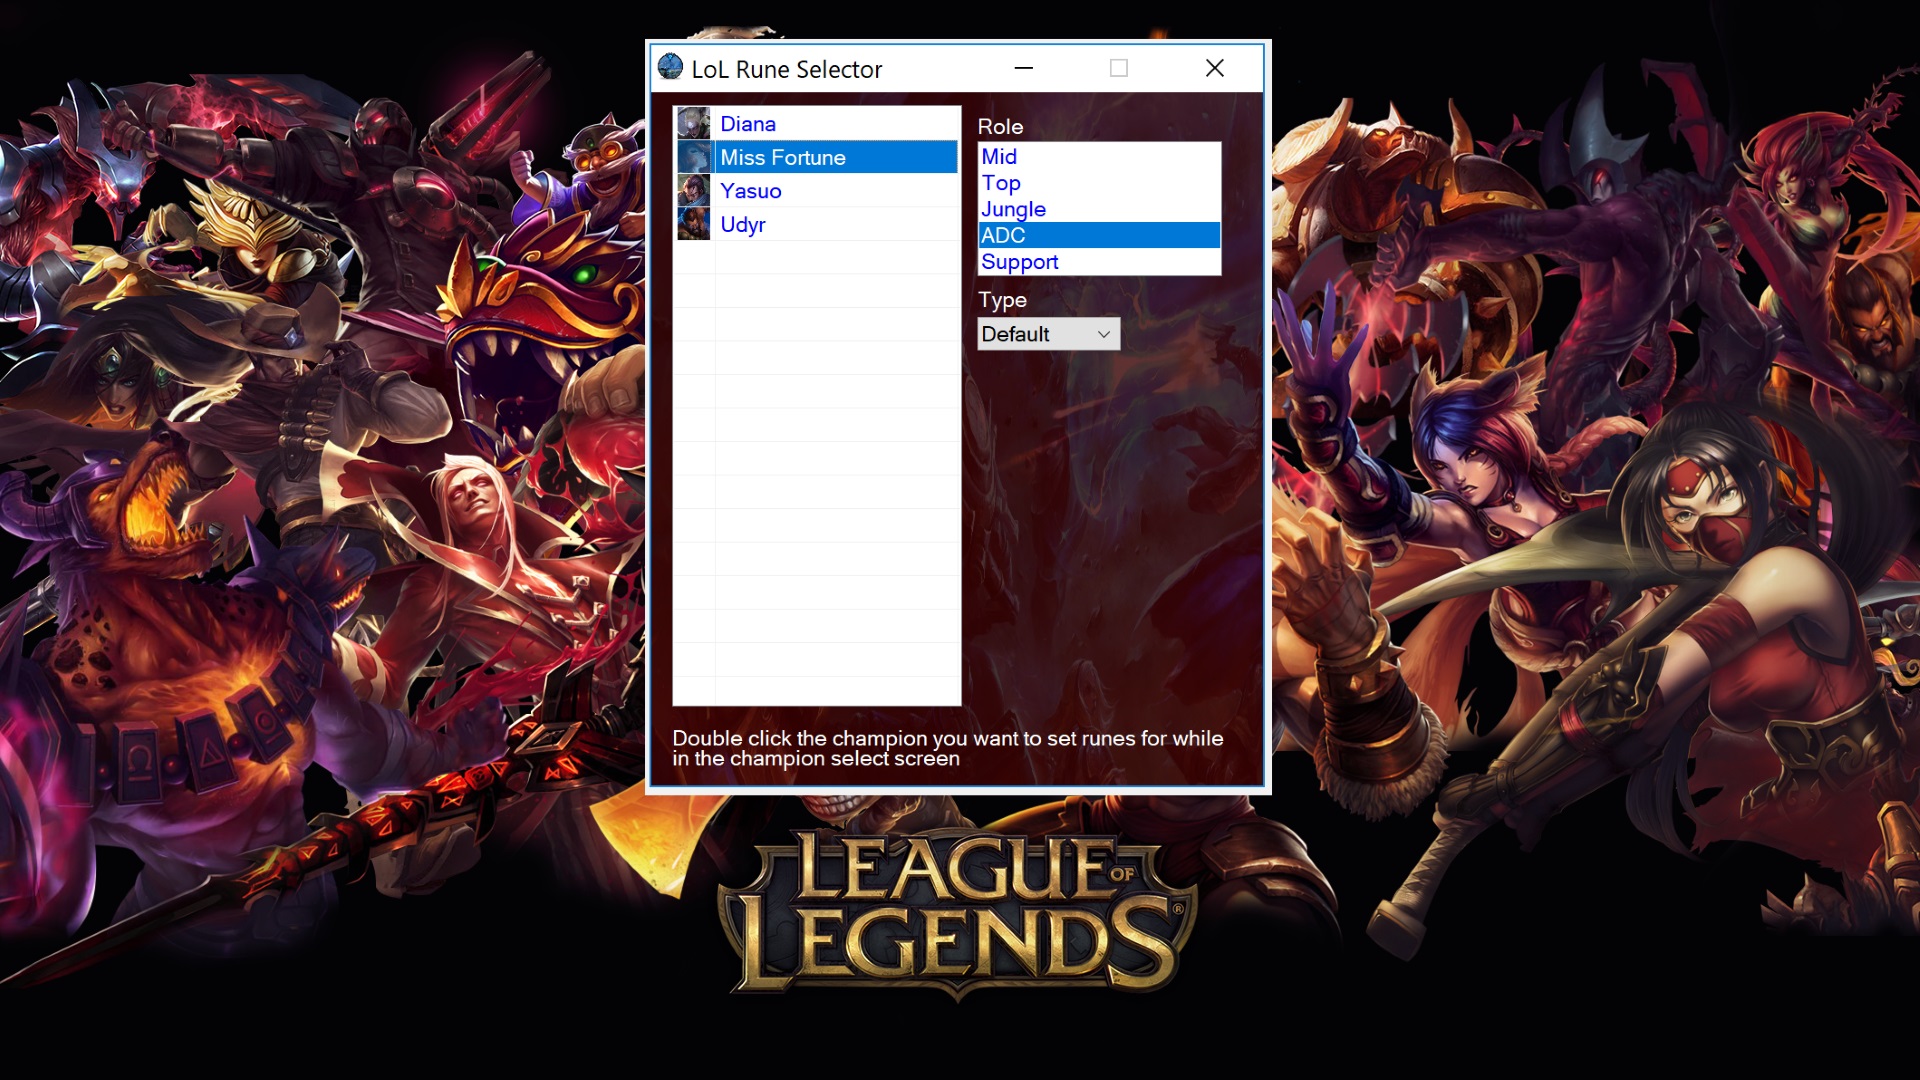 LoL Rune Selector
Diana
Miss Fortune
Yasuo
Udyr
Role
Mid
Top
Jungle
ADC
Support
Type
Default
Double click the champion you want to set runes for while
in the champion select screen
LEAGUE OF
LEGENDS®